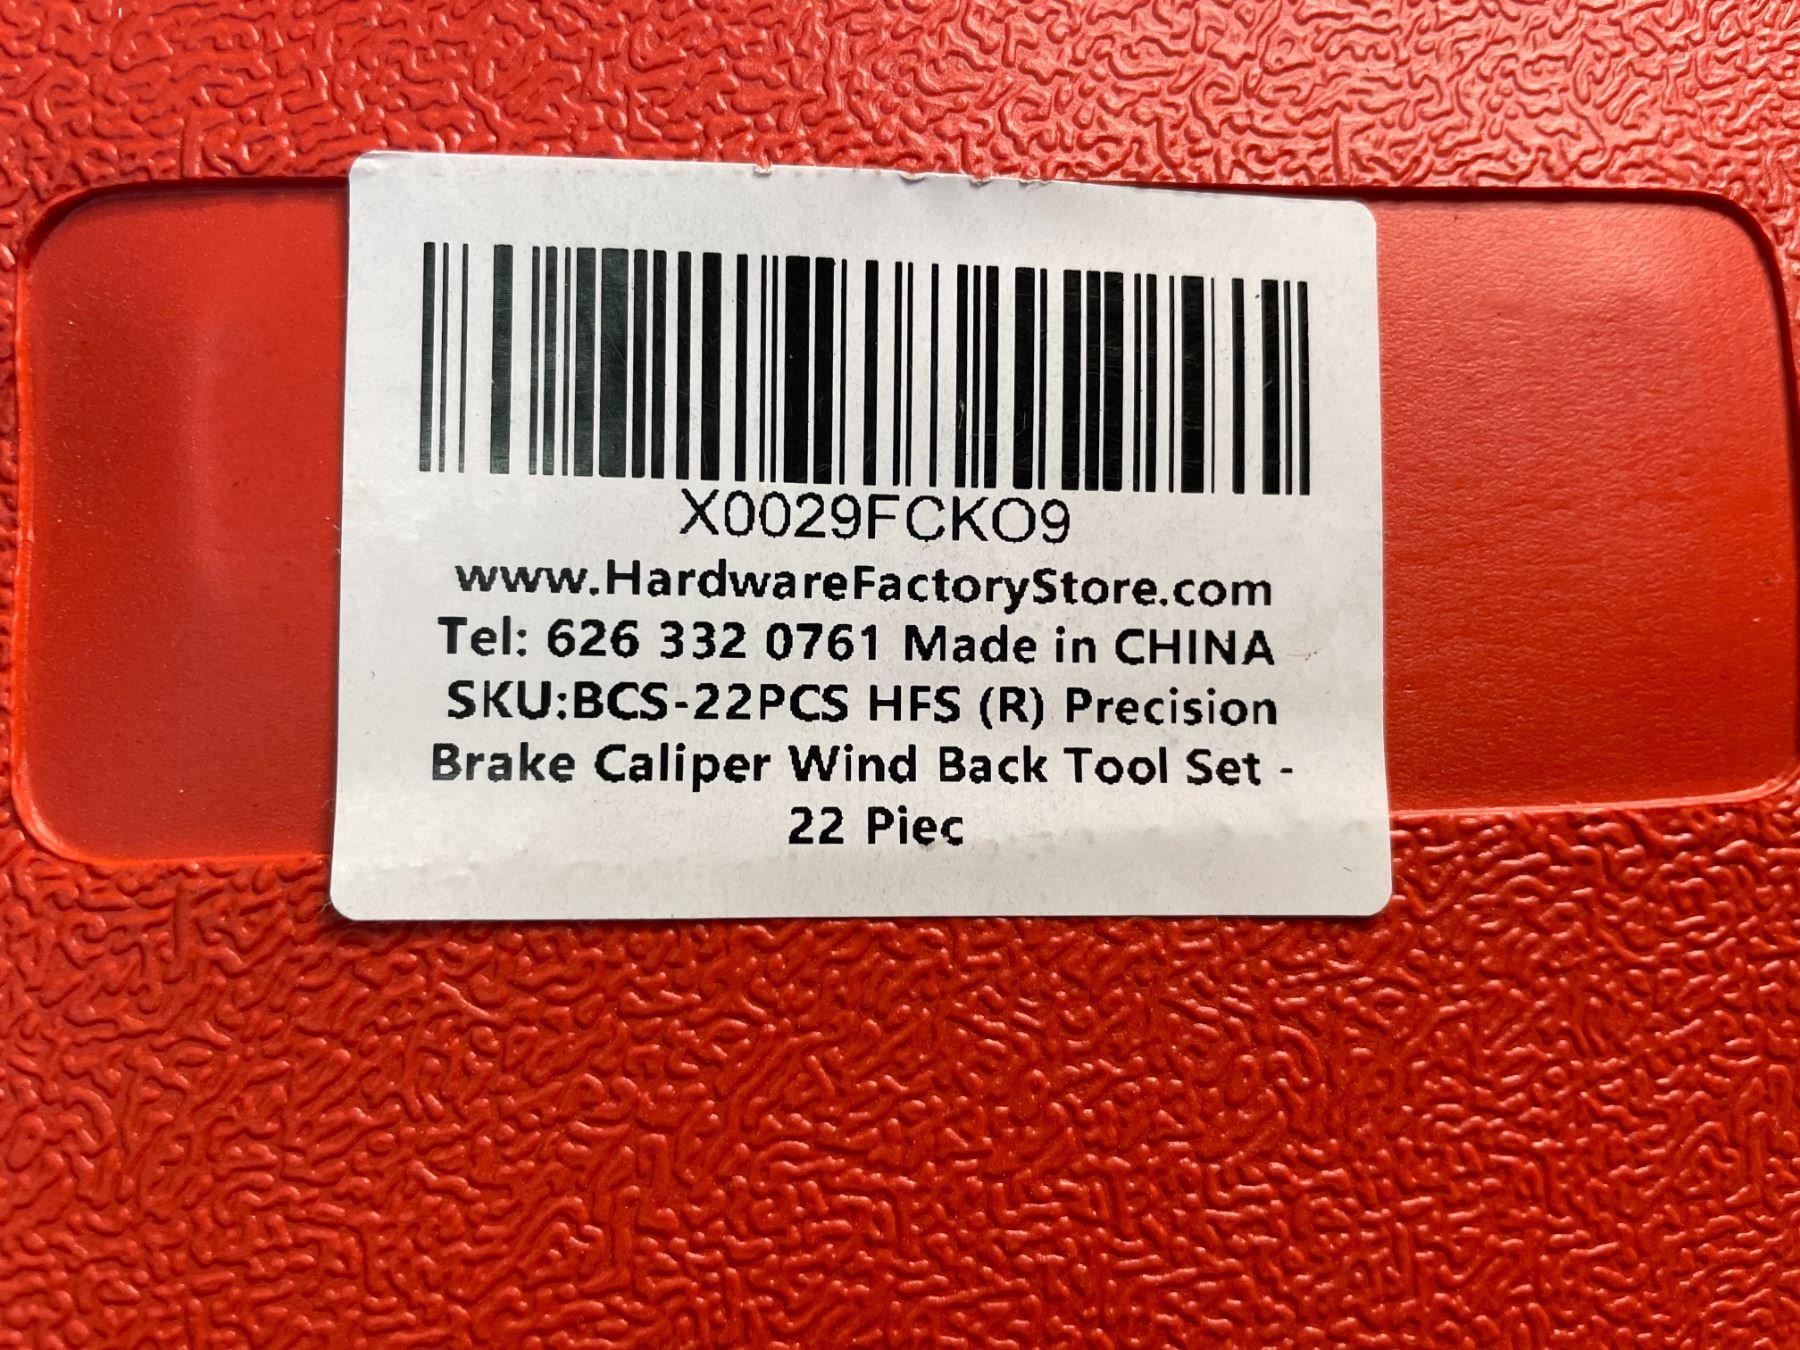 X0029FCKO9
www.HardwareFactoryStore.com
Tel: 626 332 0761 Made in CHINA
SKU:BCS-22PCS HFS (R) Precision
Brake Caliper Wind Back Tool Set -
22 Piec